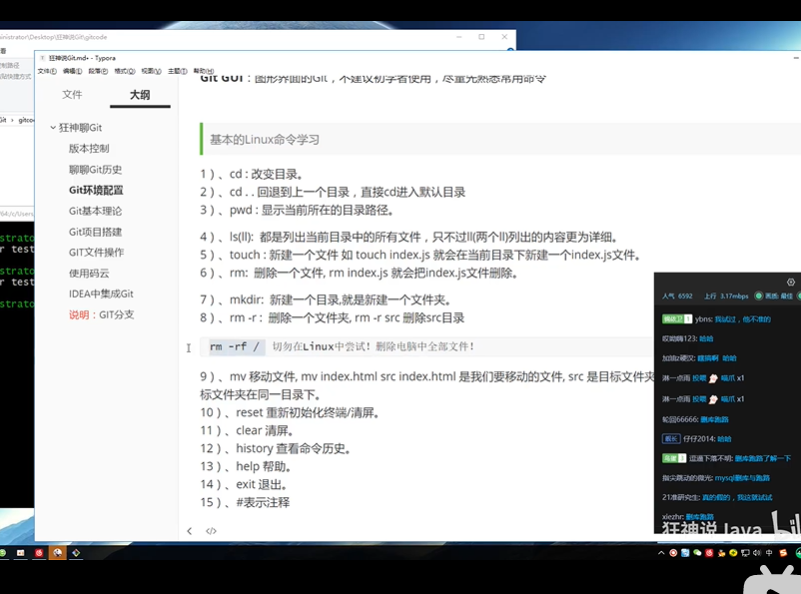 ninistrator\Desktop\狂神说Git\gitcode
狂神说Git.md• - Typora
文件(F) 编辑(E) 段落(P) 格式(O) 视图(V) 主题(T) 帮助(H)
文件 大纲
狂神聊Git
版本控制
聊聊Git历史
Git环境配置
Git基本理论
Git项目搭建
GIT文件操作
使用码云
IDEA中集成Git
说明：GIT分支
Git GUI：图形界面的Git，不建议初学者使用，尽量先熟悉常用命令
基本的Linux命令学习
1）、cd : 改变目录。
2）、cd . . 回退到上一个目录，直接cd进入默认目录
3）、pwd : 显示当前所在的目录路径。
4）、ls(ll): 都是列出当前目录中的所有文件，只不过ll(两个ll)列出的内容更为详细。
5）、touch : 新建一个文件 如 touch index.js 就会在当前目录下新建一个index.js文件。
6）、rm: 删除一个文件, rm index.js 就会把index.js文件删除。
7）、mkdir: 新建一个目录,就是新建一个文件夹。
8）、rm -r : 删除一个文件夹, rm -r src 删除src目录
rm -rf / 切勿在Linux中尝试！删除电脑中全部文件！
9）、mv 移动文件, mv index.html src index.html 是我们要移动的文件, src 是目标文件夹
标文件夹在同一目录下。
10）、reset 重新初始化终端/清屏。
11）、clear 清屏。
12）、history 查看命令历史。
13）、help 帮助。
14）、exit 退出。
15）、#表示注释
人气 6592 上行 3.17mbps 画质: 最佳
ybns: 我试过，他不准的
哎呦嗨123: 哈哈
哈哈
淋一点雨 投喂 喵爪 x1
淋一点雨 投喂 喵爪 x1
轮回66666: 删库跑路
舰长 仔仔2014: 哈哈
逗逼下落不明: 删库跑路了解一下
指尖跳动的微光: mysql删库与跑路
21准研究生: 真的假的，我这就试试
xiezhr: 删库跑路
狂神说 Java